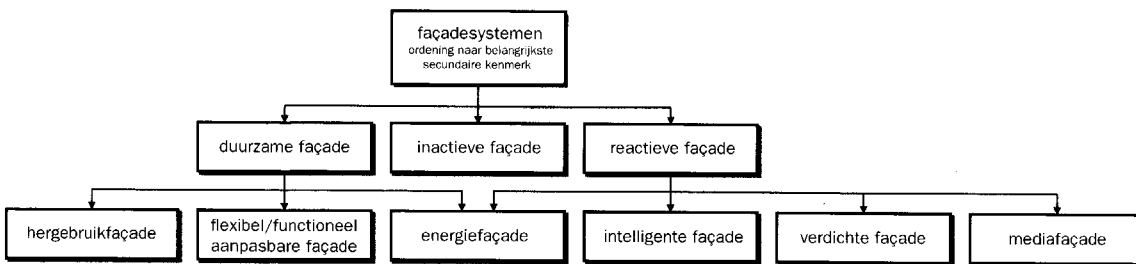 façadesystemen
ordening naar belangrijkste
secundaire kenmerk
duurzame façade
inactieve façade
reactieve façade
hergebruikfaçade
flexibel/functioneel
aanpasbare façade
energiefaçade
intelligente façade
verdichte façade
mediafaçade